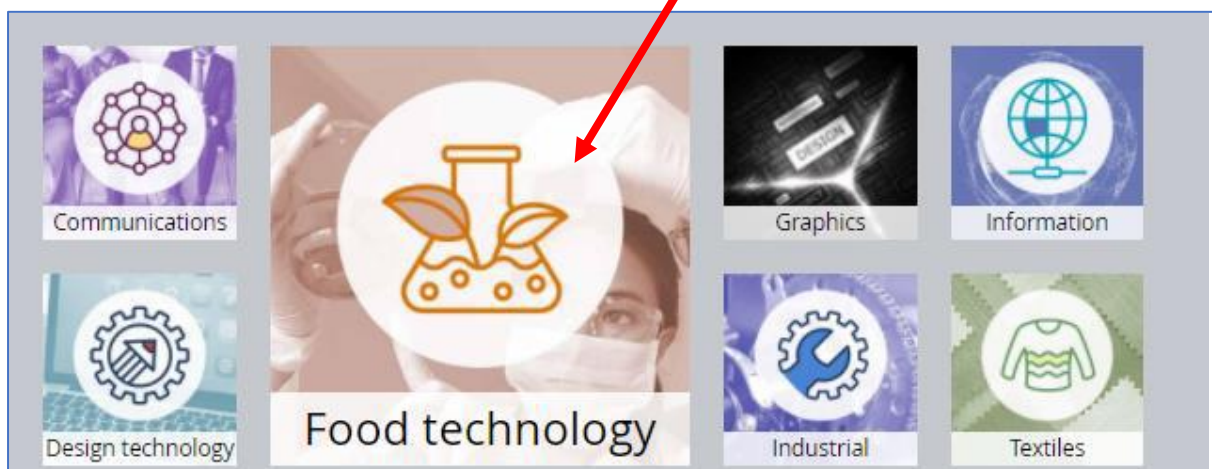 DESIGN
Communications
Graphics
Information
Design technology
Food technology
Industrial
Textiles